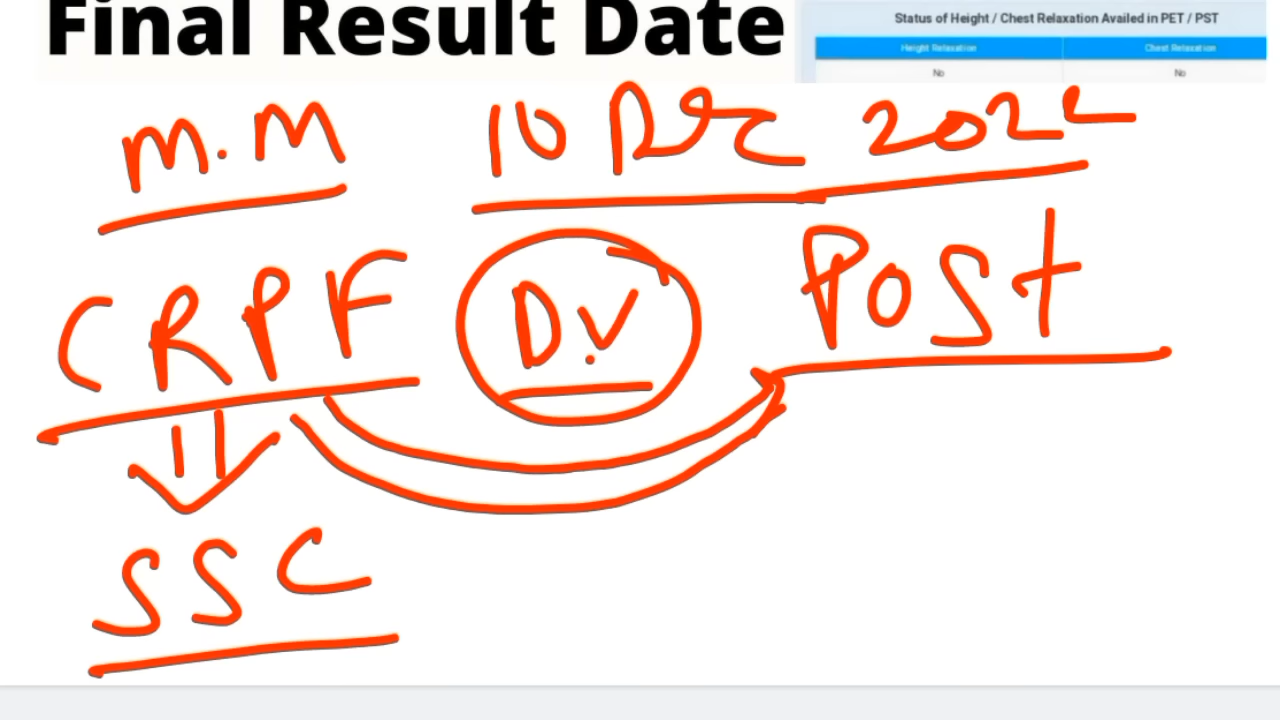 Final Result Date
Status of Height / Chest Relaxation Availed in PET / PST
Height Relaxation Chest Relaxation
No No
M.M 10 Dec 2022
CRPF D.V POST
SSC